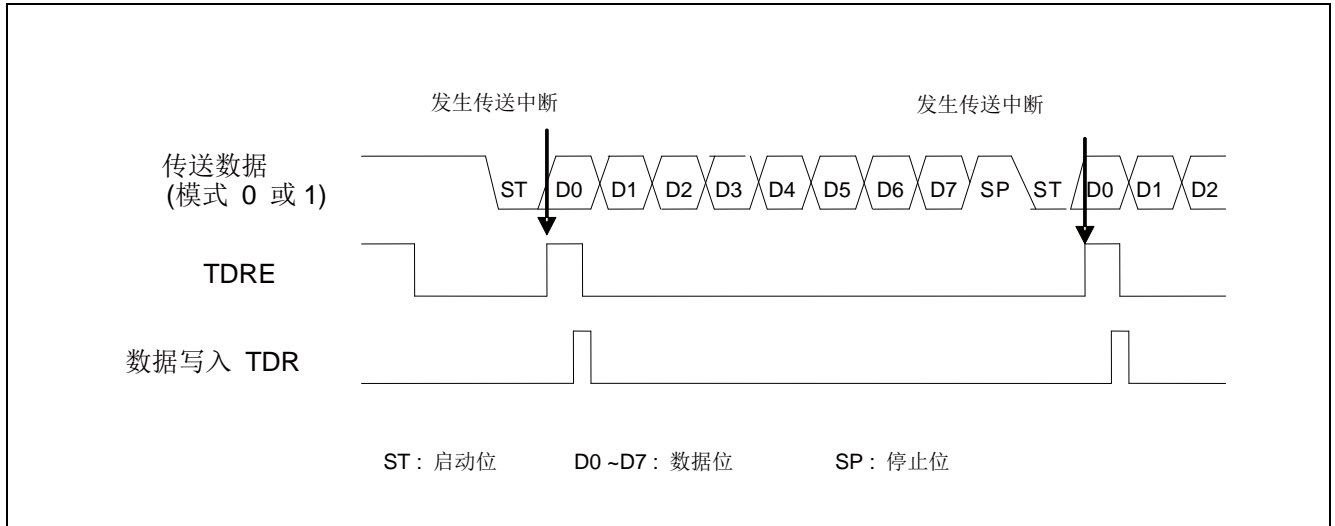 发生传送中断 发生传送中断
传送数据
(模式 0 或 1)
ST D0 D1 D2 D3 D4 D5 D6 D7 SP ST D0 D1 D2
TDRE
数据写入 TDR
ST : 启动位 D0 ~D7 : 数据位 SP : 停止位